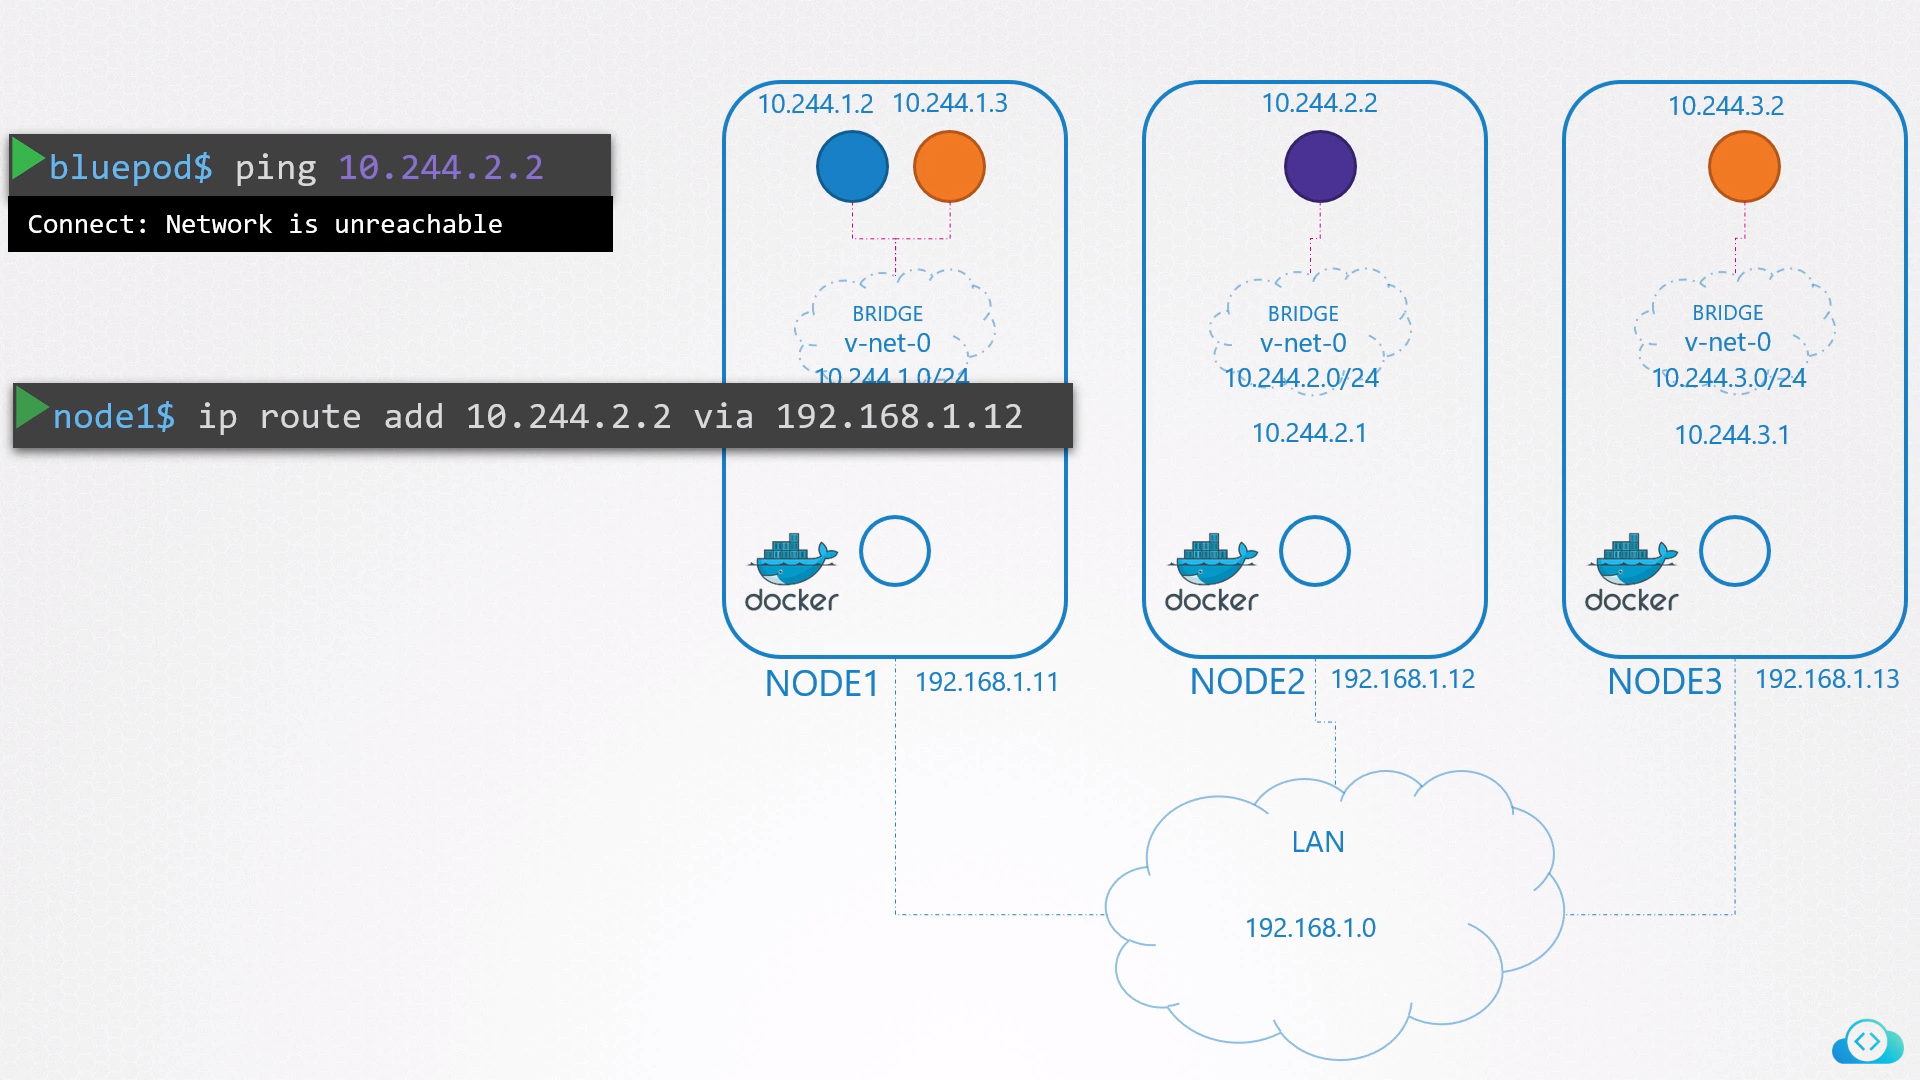 bluepod$ ping 10.244.2.2
Connect: Network is unreachable
node1$ ip route add 10.244.2.2 via 192.168.1.12
10.244.1.2 10.244.1.3
BRIDGE
v-net-0
10.244.1.0/24
docker
NODE1 192.168.1.11
10.244.2.2
BRIDGE
v-net-0
10.244.2.0/24
10.244.2.1
docker
NODE2 192.168.1.12
10.244.3.2
BRIDGE
v-net-0
10.244.3.0/24
10.244.3.1
docker
NODE3 192.168.1.13
LAN
192.168.1.0